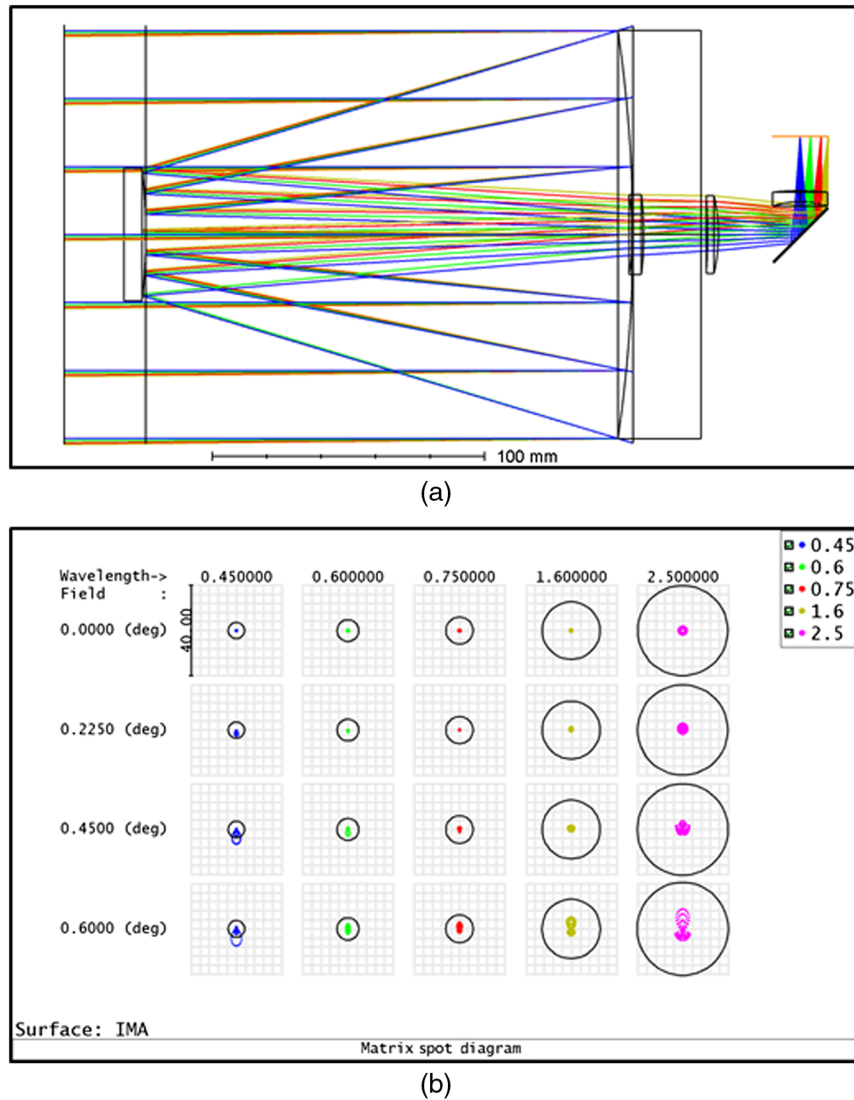 100 mm
(a)
0.45
0.6
0.75
1.6
2.5
Wavelength-> 0.450000 0.600000 0.750000 1.600000 2.500000
Field :
40.00
0.0000 (deg)
0.2250 (deg)
0.4500 (deg)
0.6000 (deg)
Surface: IMA
Matrix spot diagram
(b)